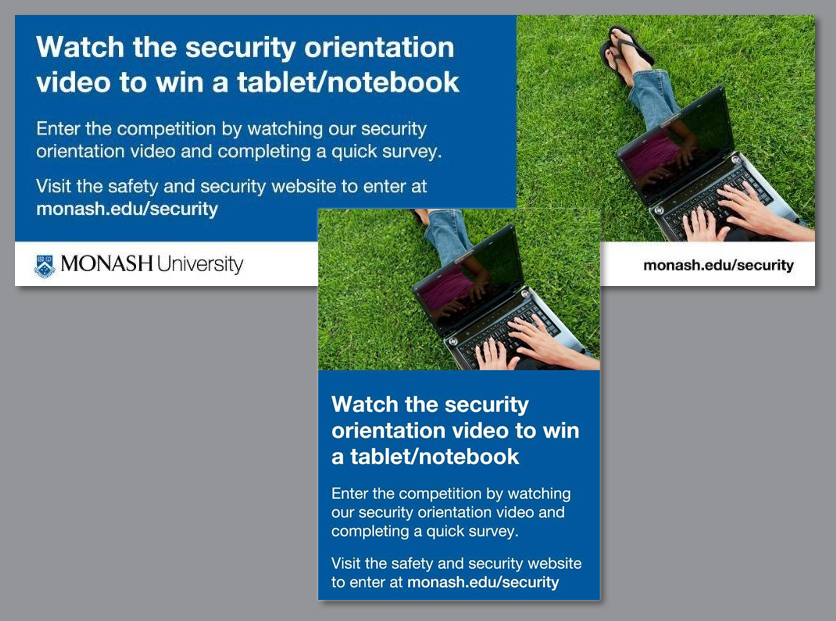 Watch the security orientation
video to win a tablet/notebook
Enter the competition by watching our security
orientation video and completing a quick survey.
Visit the safety and security website to enter at
monash.edu/security
MONASH University
monash.edu/security
Watch the security
orientation video to win
a tablet/notebook
Enter the competition by watching
our security orientation video and
completing a quick survey.
Visit the safety and security website
to enter at monash.edu/security